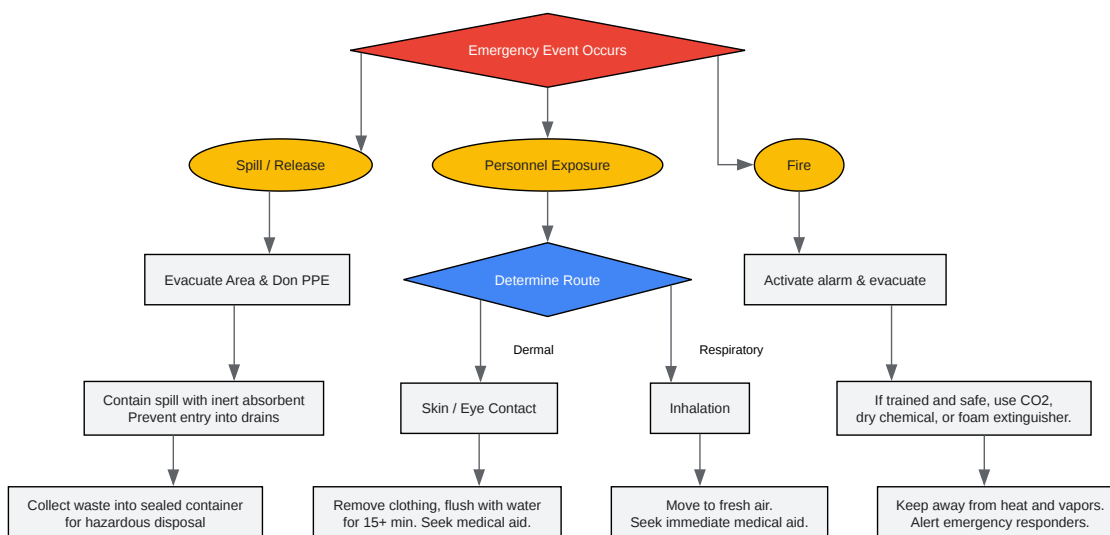 Emergency Event Occurs
Spill / Release
Personnel Exposure
Fire
Evacuate Area & Don PPE
Determine Route
Activate alarm & evacuate
Dermal
Respiratory
Contain spill with inert absorbent
Prevent entry into drains
Skin / Eye Contact
Inhalation
If trained and safe, use CO2,
dry chemical, or foam extinguisher.
Collect waste into sealed container
for hazardous disposal
Remove clothing, flush with water
for 15+ min. Seek medical aid.
Move to fresh air.
Seek immediate medical aid.
Keep away from heat and vapors.
Alert emergency responders.